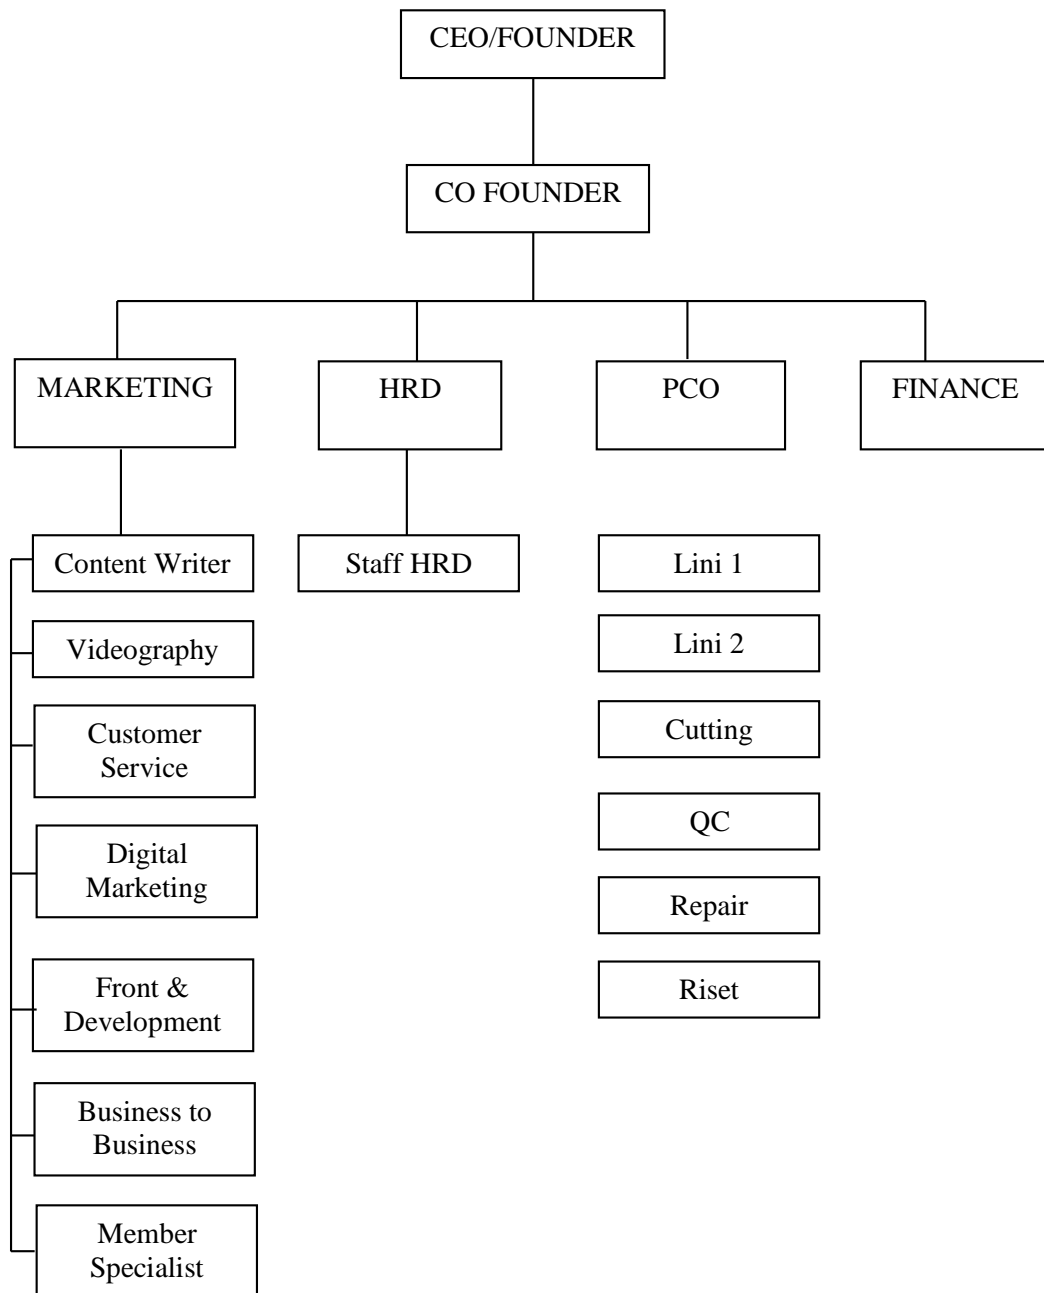 CEO/FOUNDER
CO FOUNDER
MARKETING
HRD
PCO
FINANCE
Content Writer
Staff HRD
Lini 1
Videography
Lini 2
Customer
Service
Cutting
Digital
Marketing
QC
Repair
Front &
Development
Riset
Business to
Business
Member
Specialist